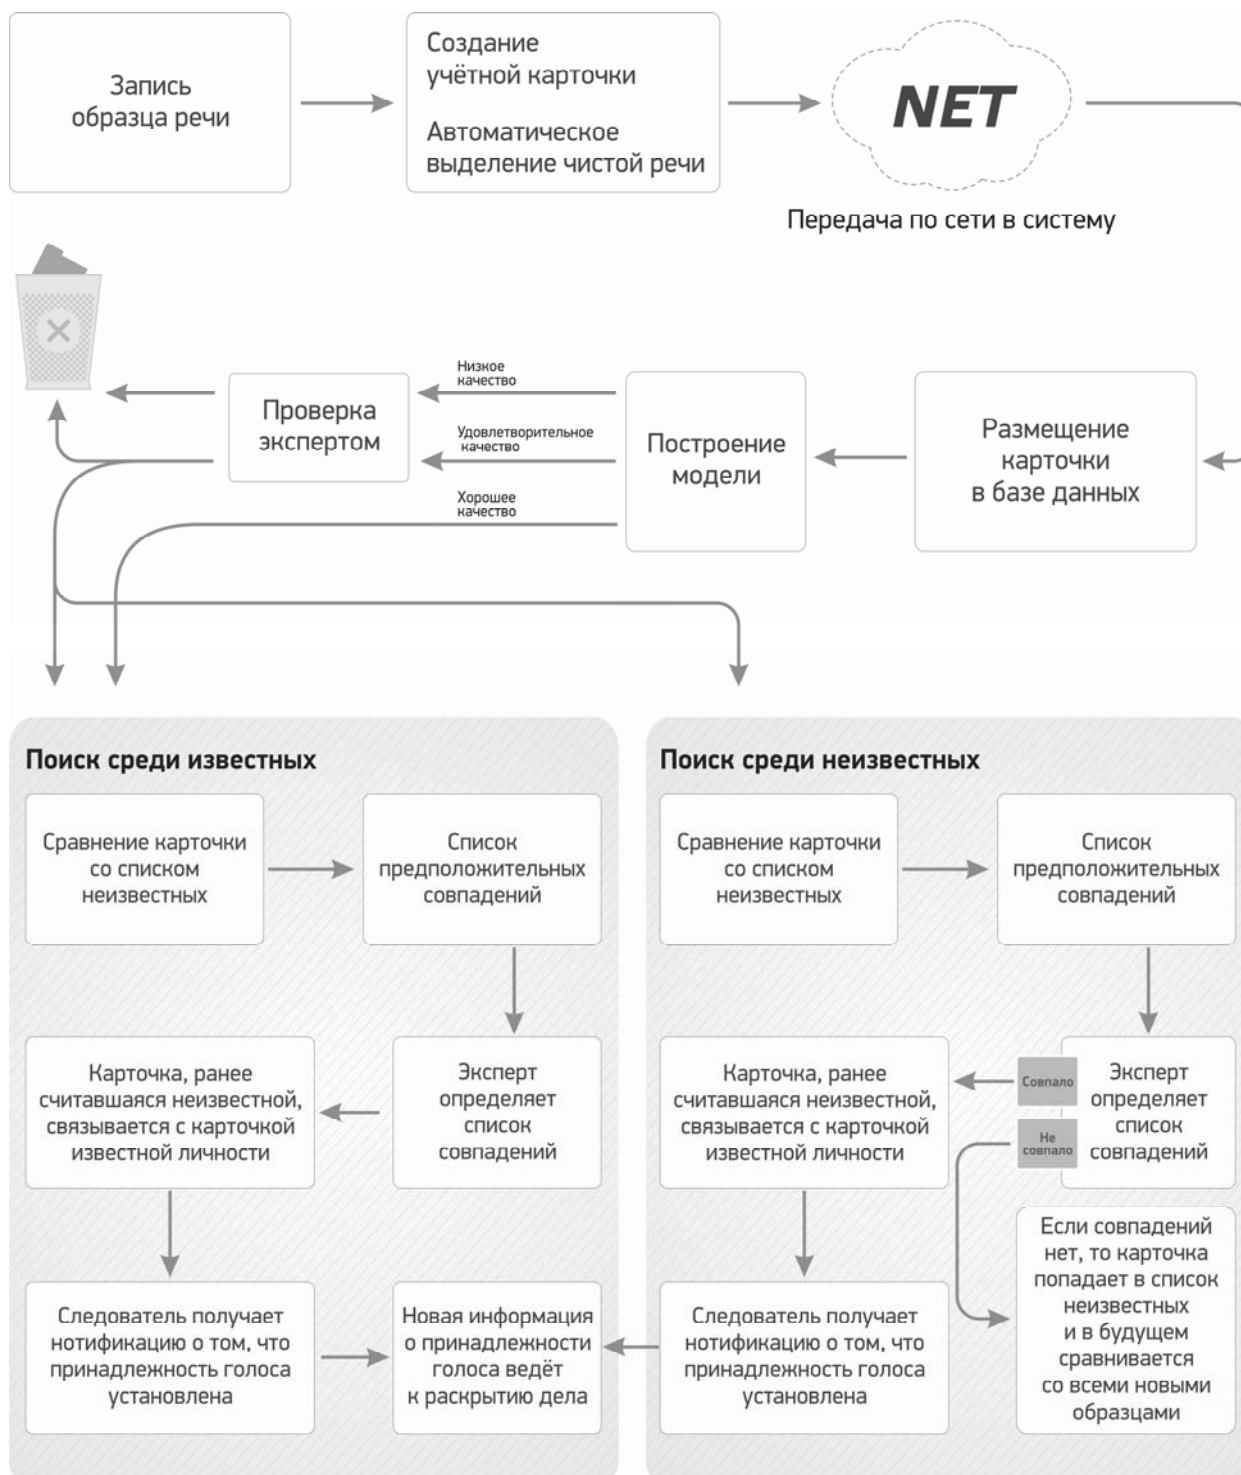 Запись
образца речи
Создание
учётной карточки
Автоматическое
выделение чистой речи
NET
Передача по сети в систему
Низкое
качество
Проверка
экспертом
Удовлетворительное
качество
Хорошее
качество
Построение
модели
Размещение
карточки
в базе данных
Поиск среди известных
Сравнение карточки
со списком
неизвестных
Список
предположительных
совпадений
Карточка, ранее
считавшаяся неизвестной,
связывается с карточкой
известной личности
Эксперт
определяет
список
совпадений
Следователь получает
нотификацию о том, что
принадлежность голоса
установлена
Новая информация
о принадлежности
голоса ведёт
к раскрытию дела
Поиск среди неизвестных
Сравнение карточки
со списком
неизвестных
Список
предположительных
совпадений
Карточка, ранее
считавшаяся неизвестной,
связывается с карточкой
известной личности
Совпало
Не
совпало
Эксперт
определяет
список
совпадений
Следователь получает
нотификацию о том, что
принадлежность голоса
установлена
Если совпадений
нет, то карточка
попадает в список
неизвестных
и в будущем
сравнивается
со всеми новыми
образцами